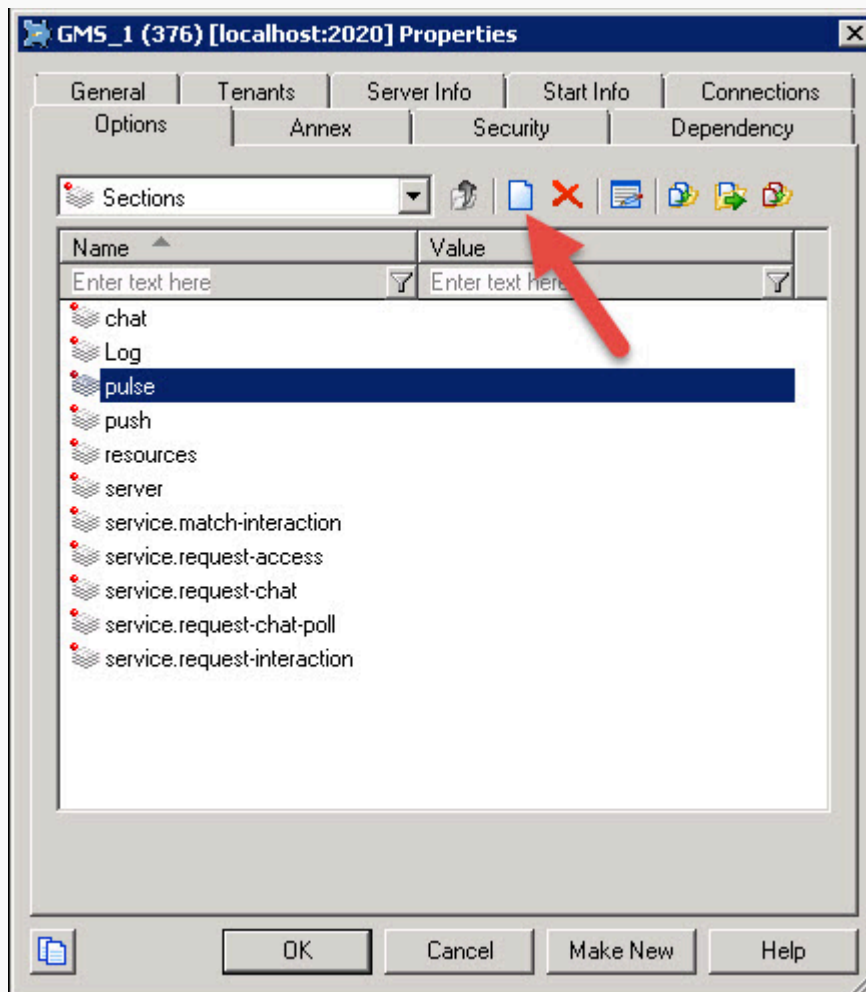 GMS_1 (376) [localhost:2020] Properties
General Tenants Server Info Start Info Connections
Options Annex Security Dependency
Sections
Name Value
Enter text here Enter text here
chat
Log
pulse
push
resources
server
service.match-interaction
service.request-access
service.request-chat
service.request-chat-poll
service.request-interaction
OK Cancel Make New Help